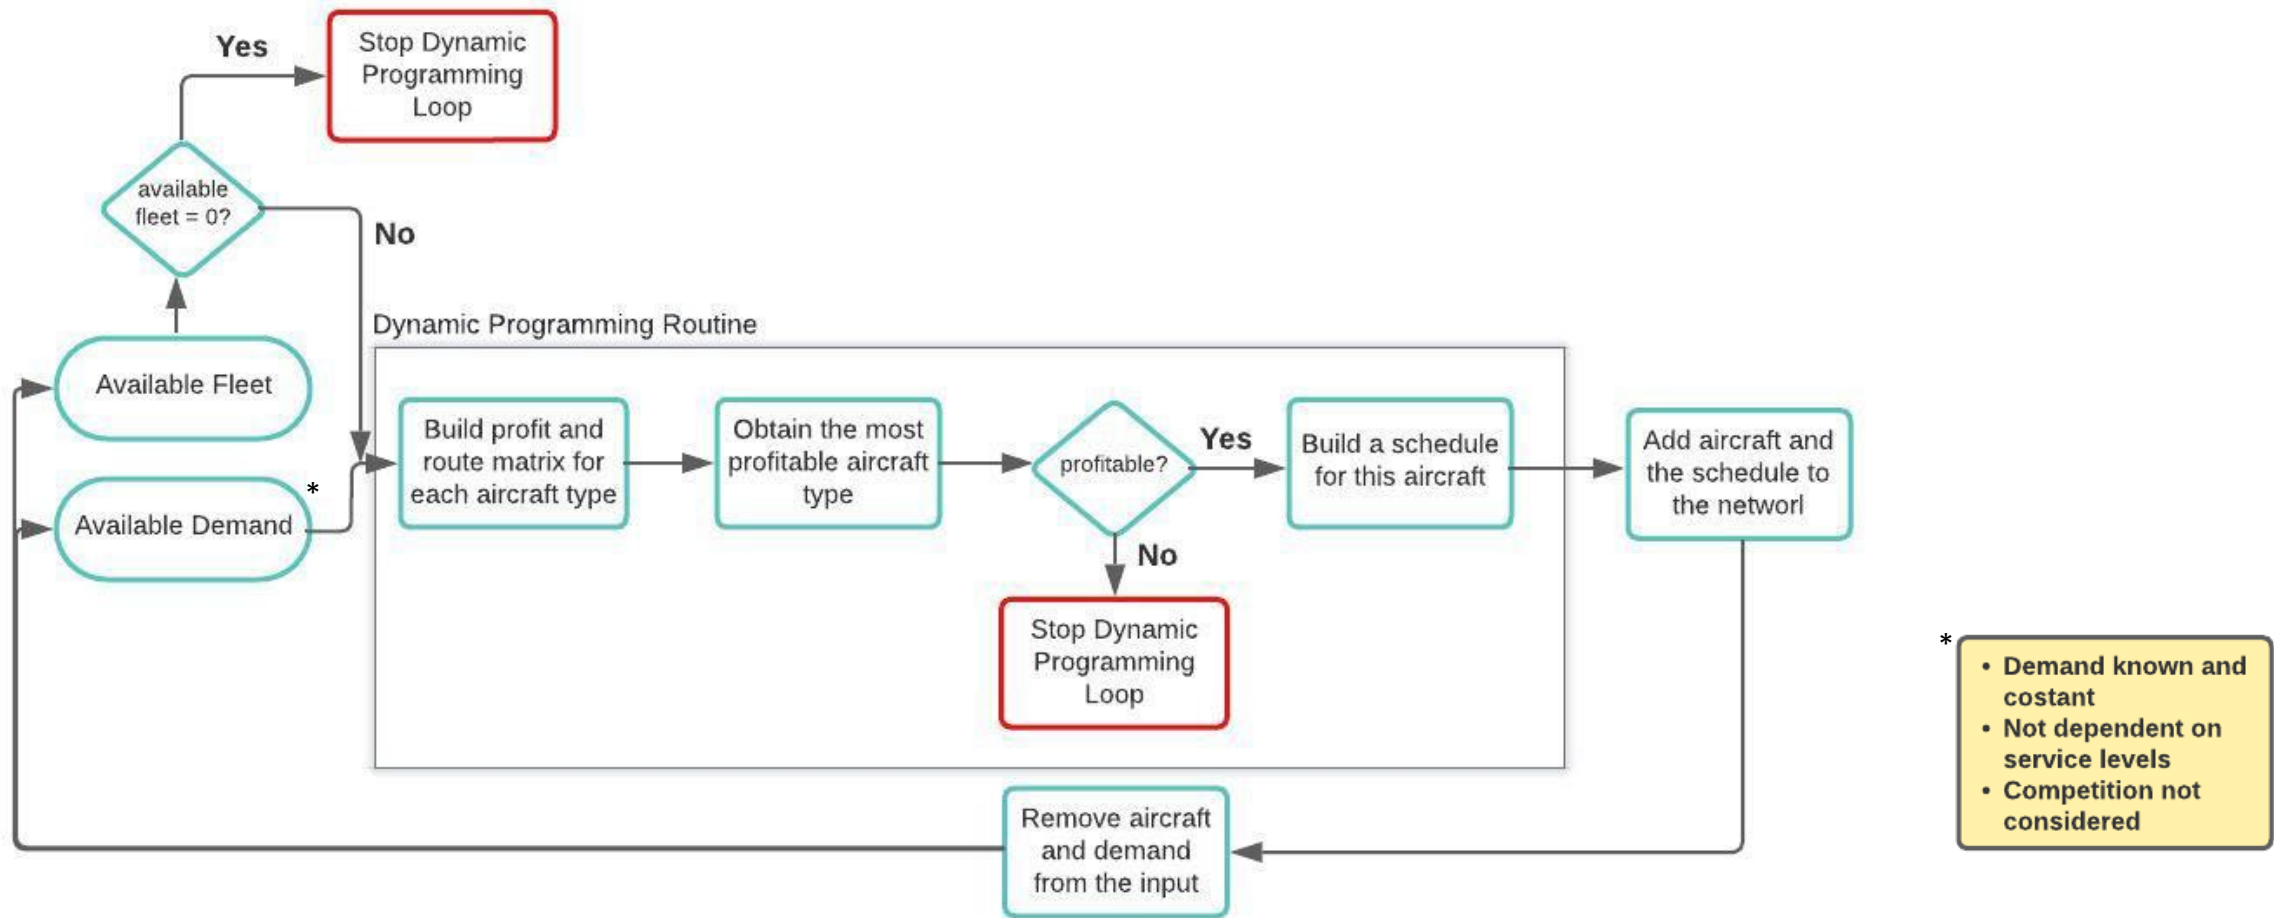 Yes
Stop Dynamic
Programming
Loop
available
fleet = 0?
No
Dynamic Programming Routine
Available Fleet
Available Demand
*
Build profit and
route matrix for
each aircraft type
Obtain the most
profitable aircraft
type
profitable?
Yes
Build a schedule
for this aircraft
Add aircraft and
the schedule to
the networl
No
Stop Dynamic
Programming
Loop
Remove aircraft
and demand
from the input
*
• Demand known and
costant
• Not dependent on
service levels
• Competition not
considered